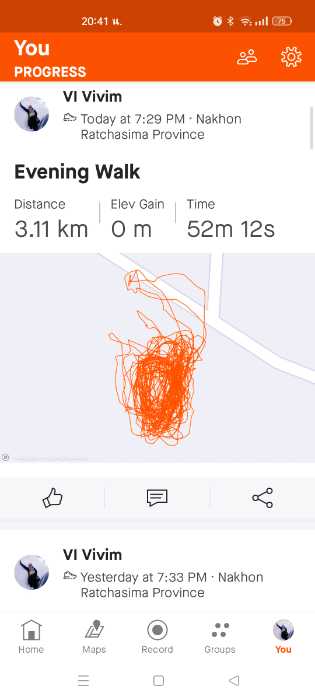 20:41 น.
75
You
PROGRESS
VI Vivim
Today at 7:29 PM · Nakhon
Ratchasima Province
Evening Walk
Distance Elev Gain Time
3.11 km 0 m 52m 12s
VI Vivim
Yesterday at 7:33 PM · Nakhon
Ratchasima Province
Home Maps Record Groups You